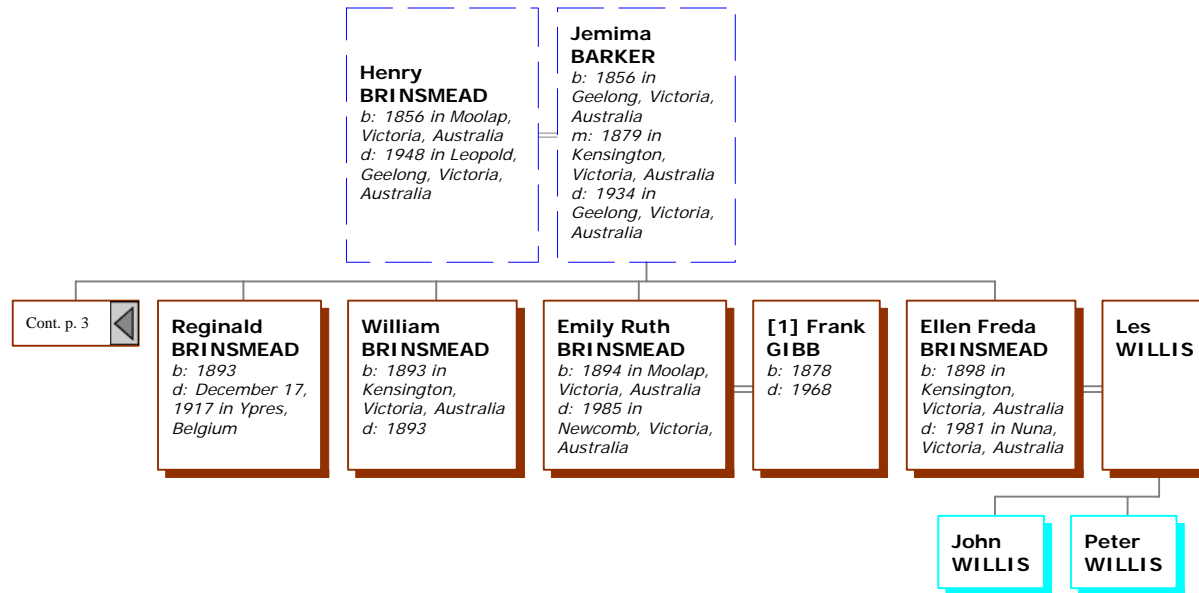 Henry
BRINSMEAD
b: 1856 in Moolap,
Victoria, Australia
d: 1948 in Leopold,
Geelong, Victoria,
Australia
Jemima
BARKER
b: 1856 in
Geelong, Victoria,
Australia
m: 1879 in
Kensington,
Victoria, Australia
d: 1934 in
Geelong, Victoria,
Australia
Cont. p. 3
Reginald
BRINSMEAD
b: 1893
d: December 17,
1917 in Ypres,
Belgium
William
BRINSMEAD
b: 1893 in
Kensington,
Victoria, Australia
d: 1893
Emily Ruth
BRINSMEAD
b: 1894 in Moolap,
Victoria, Australia
d: 1985 in
Newcomb, Victoria,
Australia
[1] Frank
GIBB
b: 1878
d: 1968
Ellen Freda
BRINSMEAD
b: 1898 in
Kensington,
Victoria, Australia
d: 1981 in Nuna,
Victoria, Australia
Les
WILLIS
John
WILLIS
Peter
WILLIS